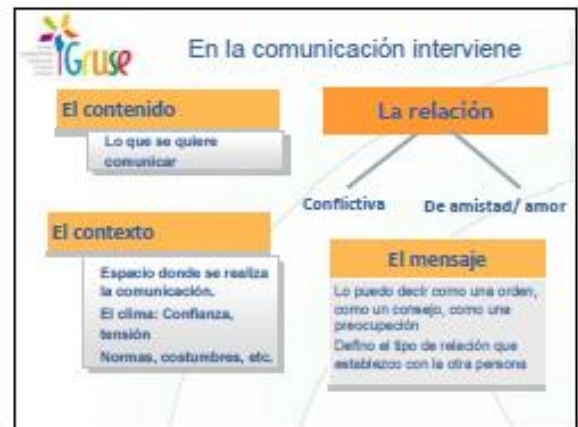 Gruse
En la comunicación interviene
El contenido
Lo que se quiere
comunicar
La relación
Conflictiva
De amistad/ amor
El contexto
Espacio donde se realiza
la comunicación.
El clima: Confianza,
tensión
Normas, costumbres, etc.
El mensaje
Lo puedo decir como una orden,
como un consejo, como una
preocupación
Defino el tipo de relación que
establezco con la otra persona